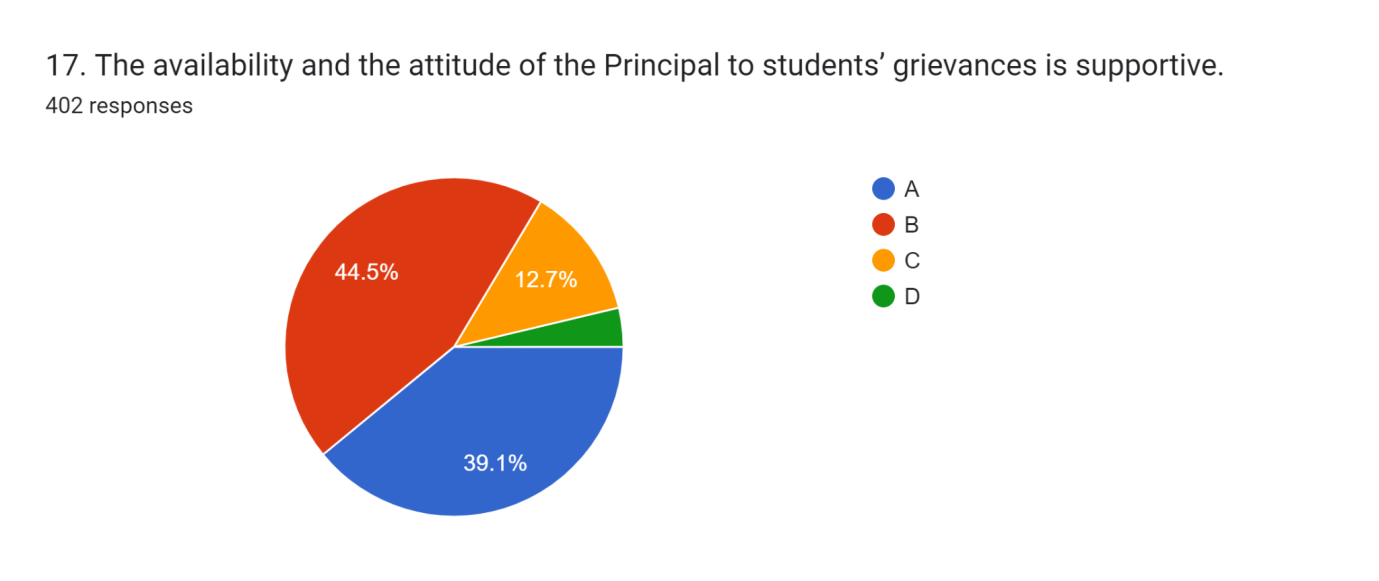 17. The availability and the attitude of the Principal to students’ grievances is supportive.
402 responses
44.5%
12.7%
39.1%
A
B
C
D